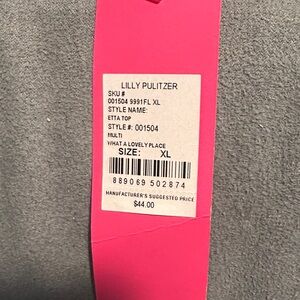 LILLY PULITZER
SKU #
001504 9991FL XL
STYLE NAME:
ETTA TOP
STYLE #: 001504
MULTI
WHAT A LOVELY PLACE
SIZE: XL
889069 502874
MANUFACTURER'S SUGGESTED PRICE
$44.00